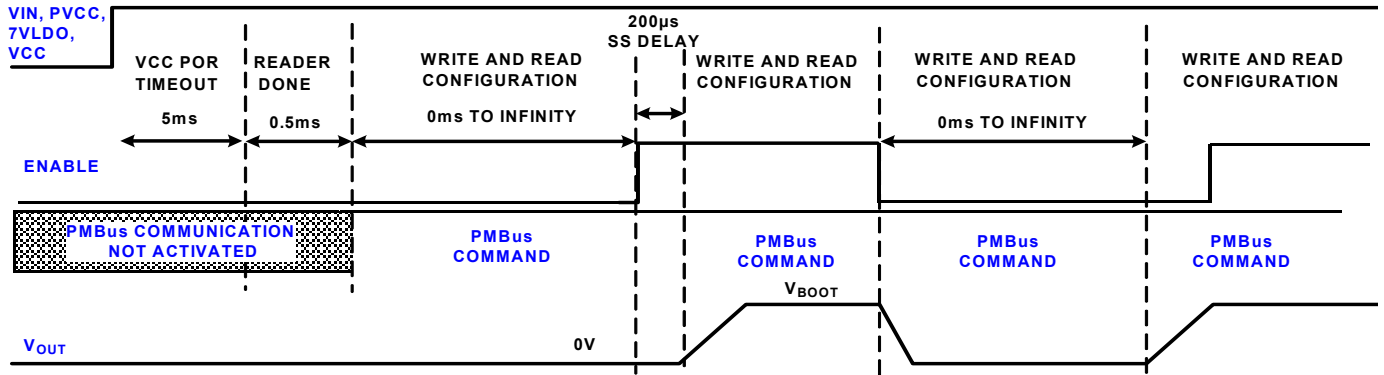 VIN, PVCC,
7VLDO,
VCC
VCC POR
TIMEOUT
5ms
READER
DONE
0.5ms
WRITE AND READ
CONFIGURATION
0ms TO INFINITY
200µs
SS DELAY
WRITE AND READ
CONFIGURATION
WRITE AND READ
CONFIGURATION
0ms TO INFINITY
WRITE AND READ
CONFIGURATION
ENABLE
PMBus COMMUNICATION
NOT ACTIVATED
PMBus
COMMAND
PMBus
COMMAND
PMBus
COMMAND
PMBus
COMMAND
VBOOT
VOUT
0V